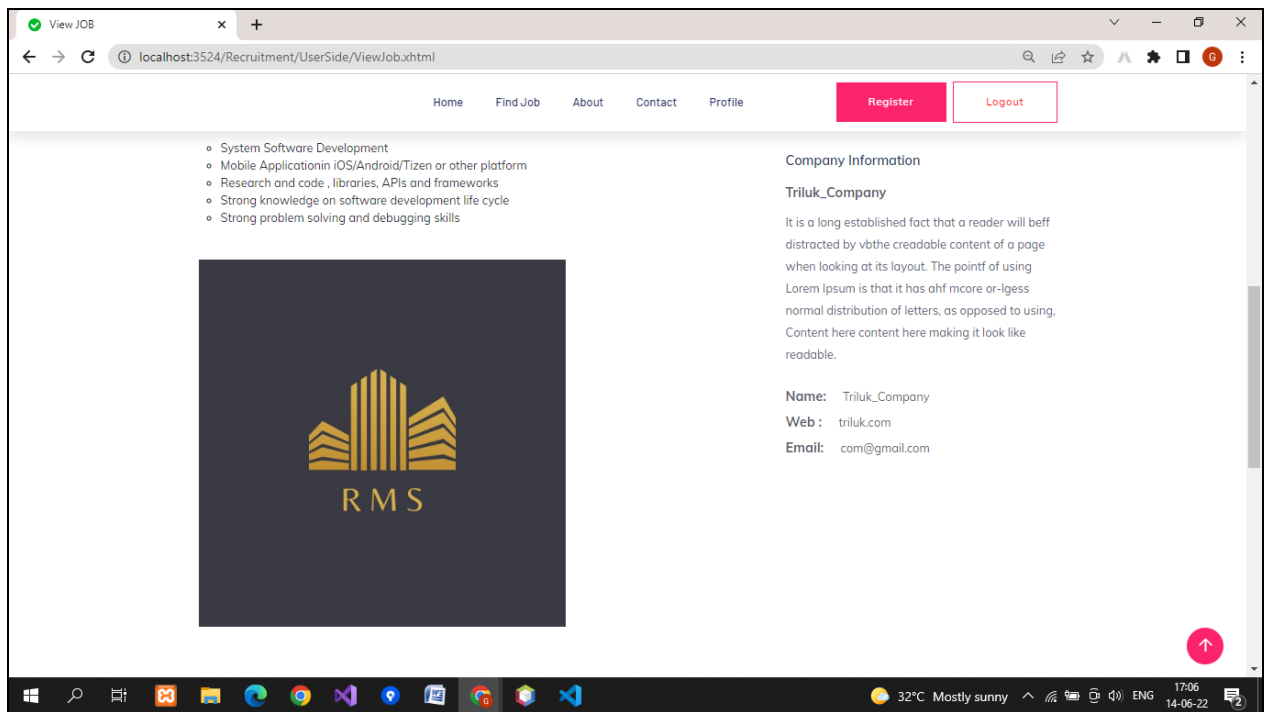 View JOB
localhost:3524/Recruitment/UserSide/ViewJob.xhtml
G
Home Find Job About Contact Profile Register Logout
System Software Development
Mobile Applicationin iOS/Android/Tizen or other platform
Research and code , libraries, APIs and frameworks
Strong knowledge on software development life cycle
Strong problem solving and debugging skills
RMS
Company Information
Triluk_Company
It is a long established fact that a reader will beff
distracted by vbthe creadable content of a page
when looking at its layout. The pointf of using
Lorem Ipsum is that it has ahf mcore or-lgess
normal distribution of letters, as opposed to using,
Content here content here making it look like
readable.
Name: Triluk_Company
Web : triluk.com
Email: com@gmail.com
32°C Mostly sunny ENG
17:06
14-06-22
2